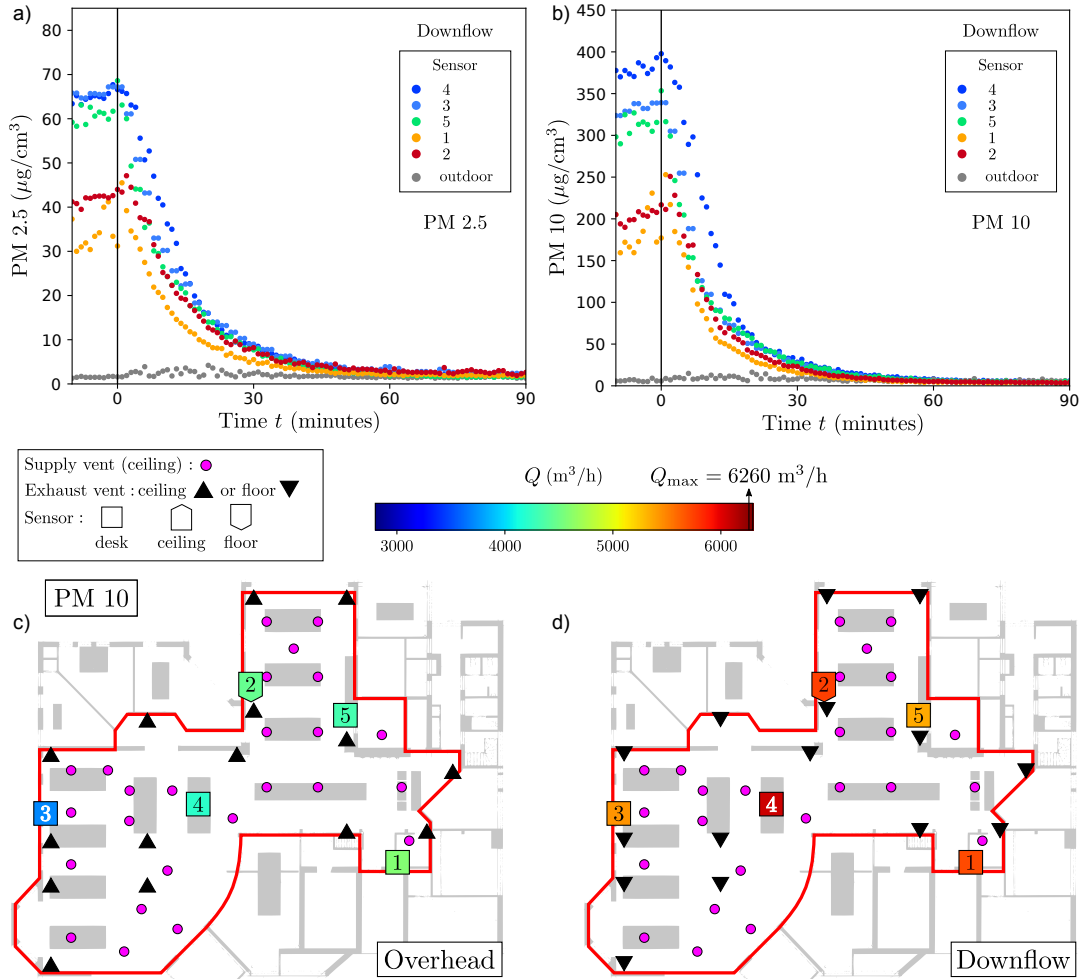 a)
Downflow
Sensor
4
3
5
1
2
outdoor
PM 2.5
PM 2.5 (μg/cm³)
80
70
60
50
40
30
20
10
0
0 30 60 90
Time t (minutes)
b)
Downflow
Sensor
4
3
5
1
2
outdoor
PM 10
PM 10 (μg/cm³)
450
400
350
300
250
200
150
100
50
0
0 30 60 90
Time t (minutes)
Supply vent (ceiling) :
Exhaust vent : ceiling or floor
Sensor :
desk ceiling floor
Q (m³/h) Qmax = 6260 m³/h
3000 4000 5000 6000
c)
PM 10
2
5
3
4
1
Overhead
d)
2
5
3
4
1
Downflow